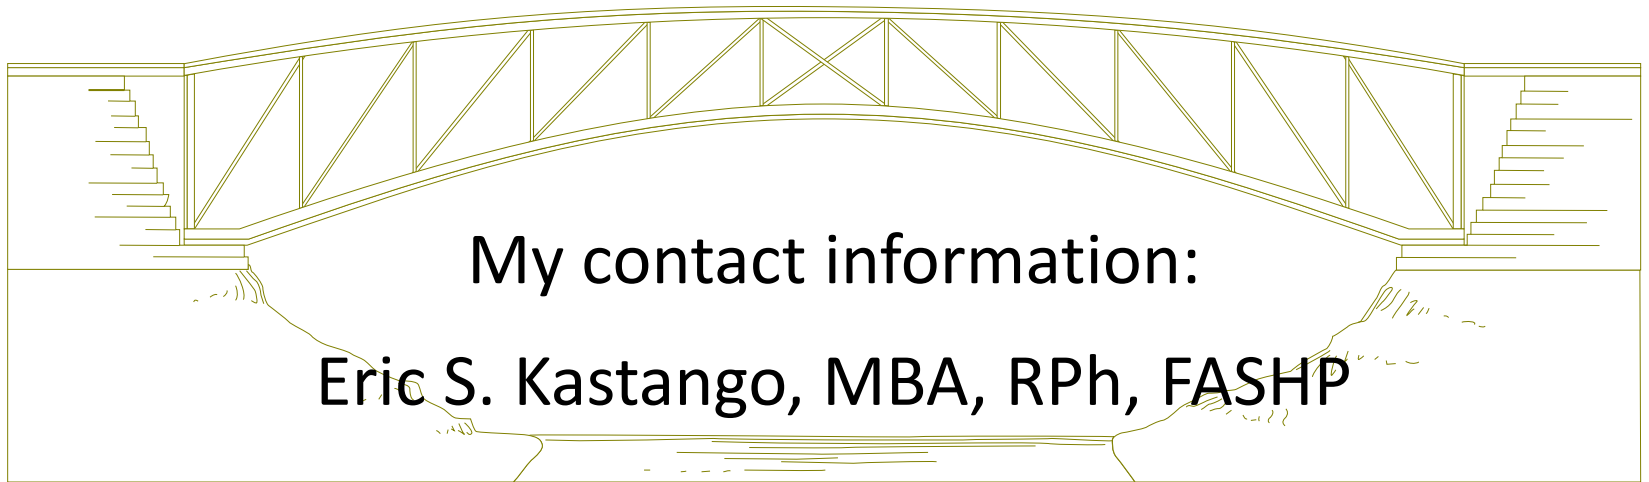 My contact information:
Eric S. Kastango, MBA, RPh, FASHP